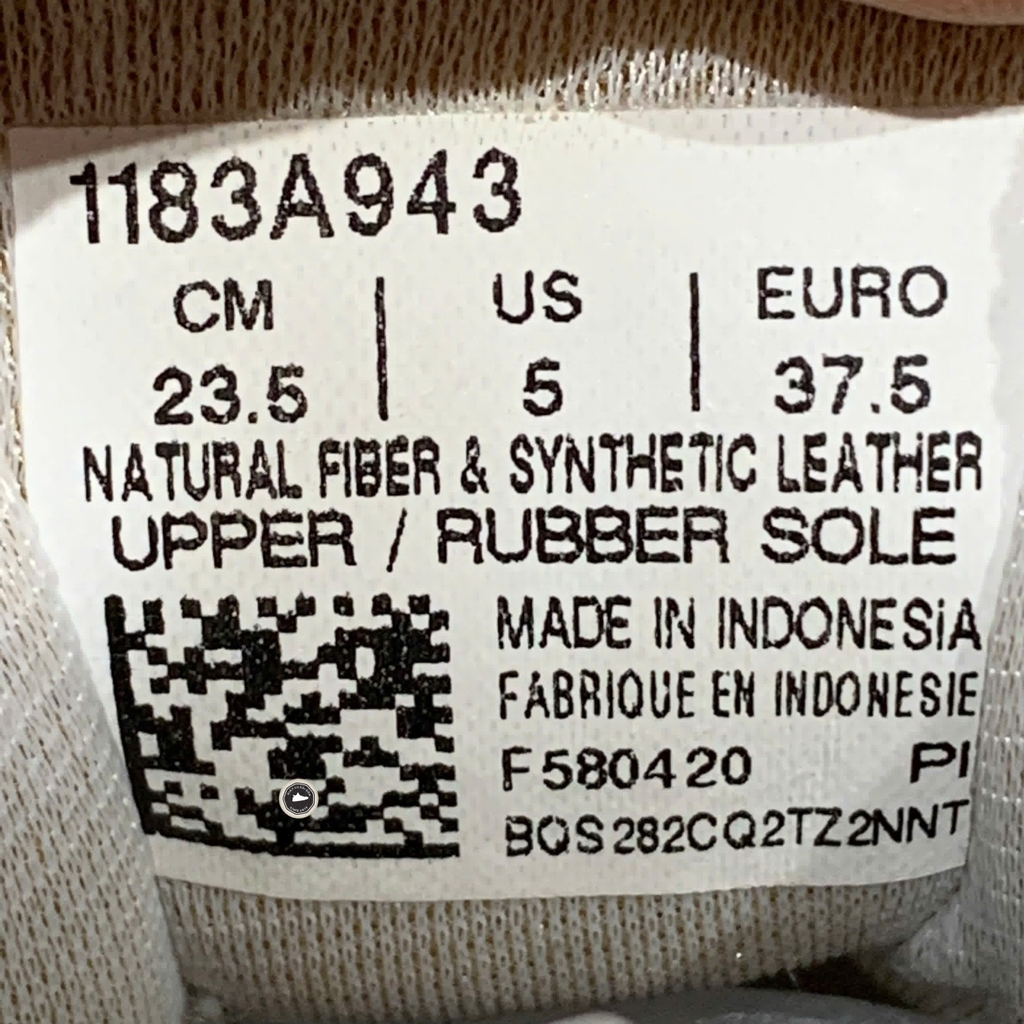 1183A943
CM | US | EURO
23.5 | 5 | 37.5
NATURAL FIBER & SYNTHETIC LEATHER
UPPER / RUBBER SOLE
MADE IN INDONESiA
FABRIQUE EN INDONESIE
F580420 PI
BQS282CQ2TZ2NNT